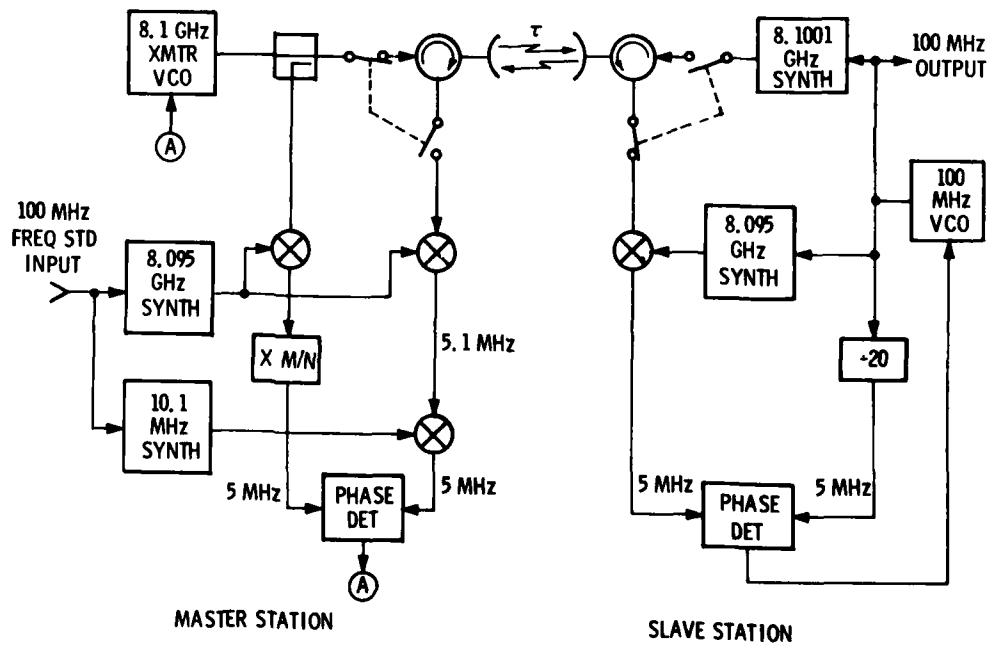 8.1 GHz
XMTR
VCO
A
τ
8.1001
GHz
SYNTH
100 MHz
OUTPUT
100 MHz
FREQ STD
INPUT
8.095
GHz
SYNTH
8.095
GHz
SYNTH
100
MHz
VCO
X M/N
5.1 MHz
÷20
10.1
MHz
SYNTH
5 MHz
PHASE
DET
5 MHz
5 MHz
PHASE
DET
5 MHz
A
MASTER STATION
SLAVE STATION